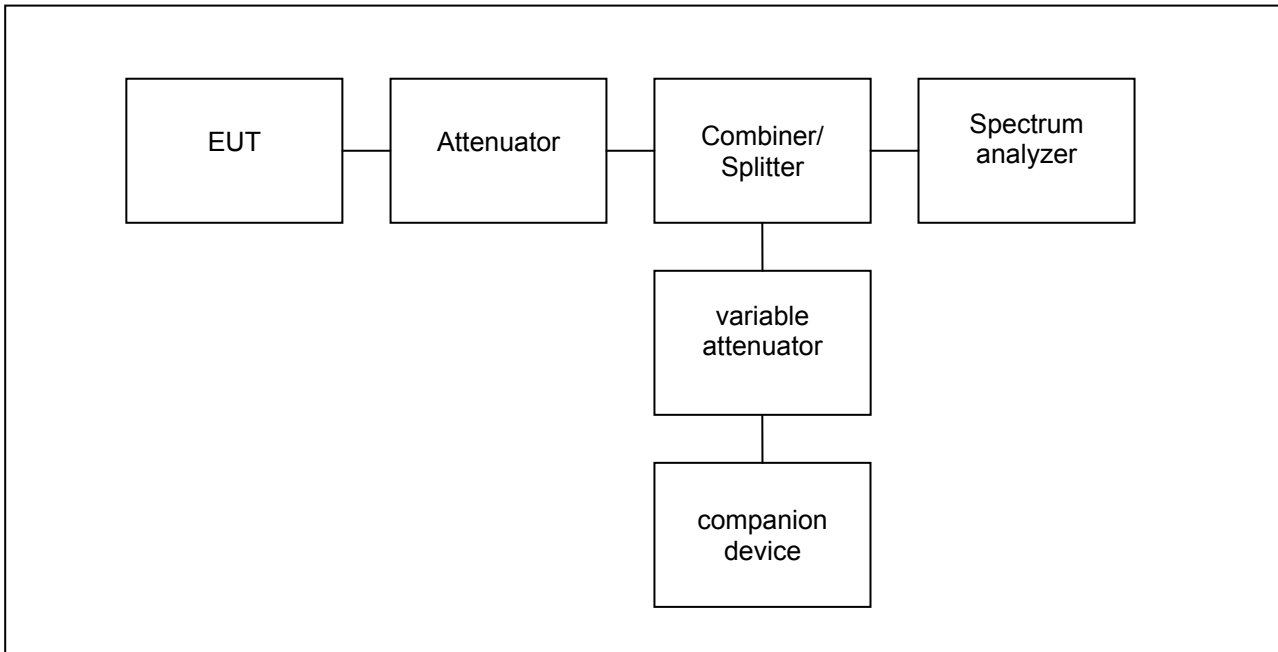 EUT
Attenuator
Combiner/
Splitter
Spectrum
analyzer
variable
attenuator
companion
device